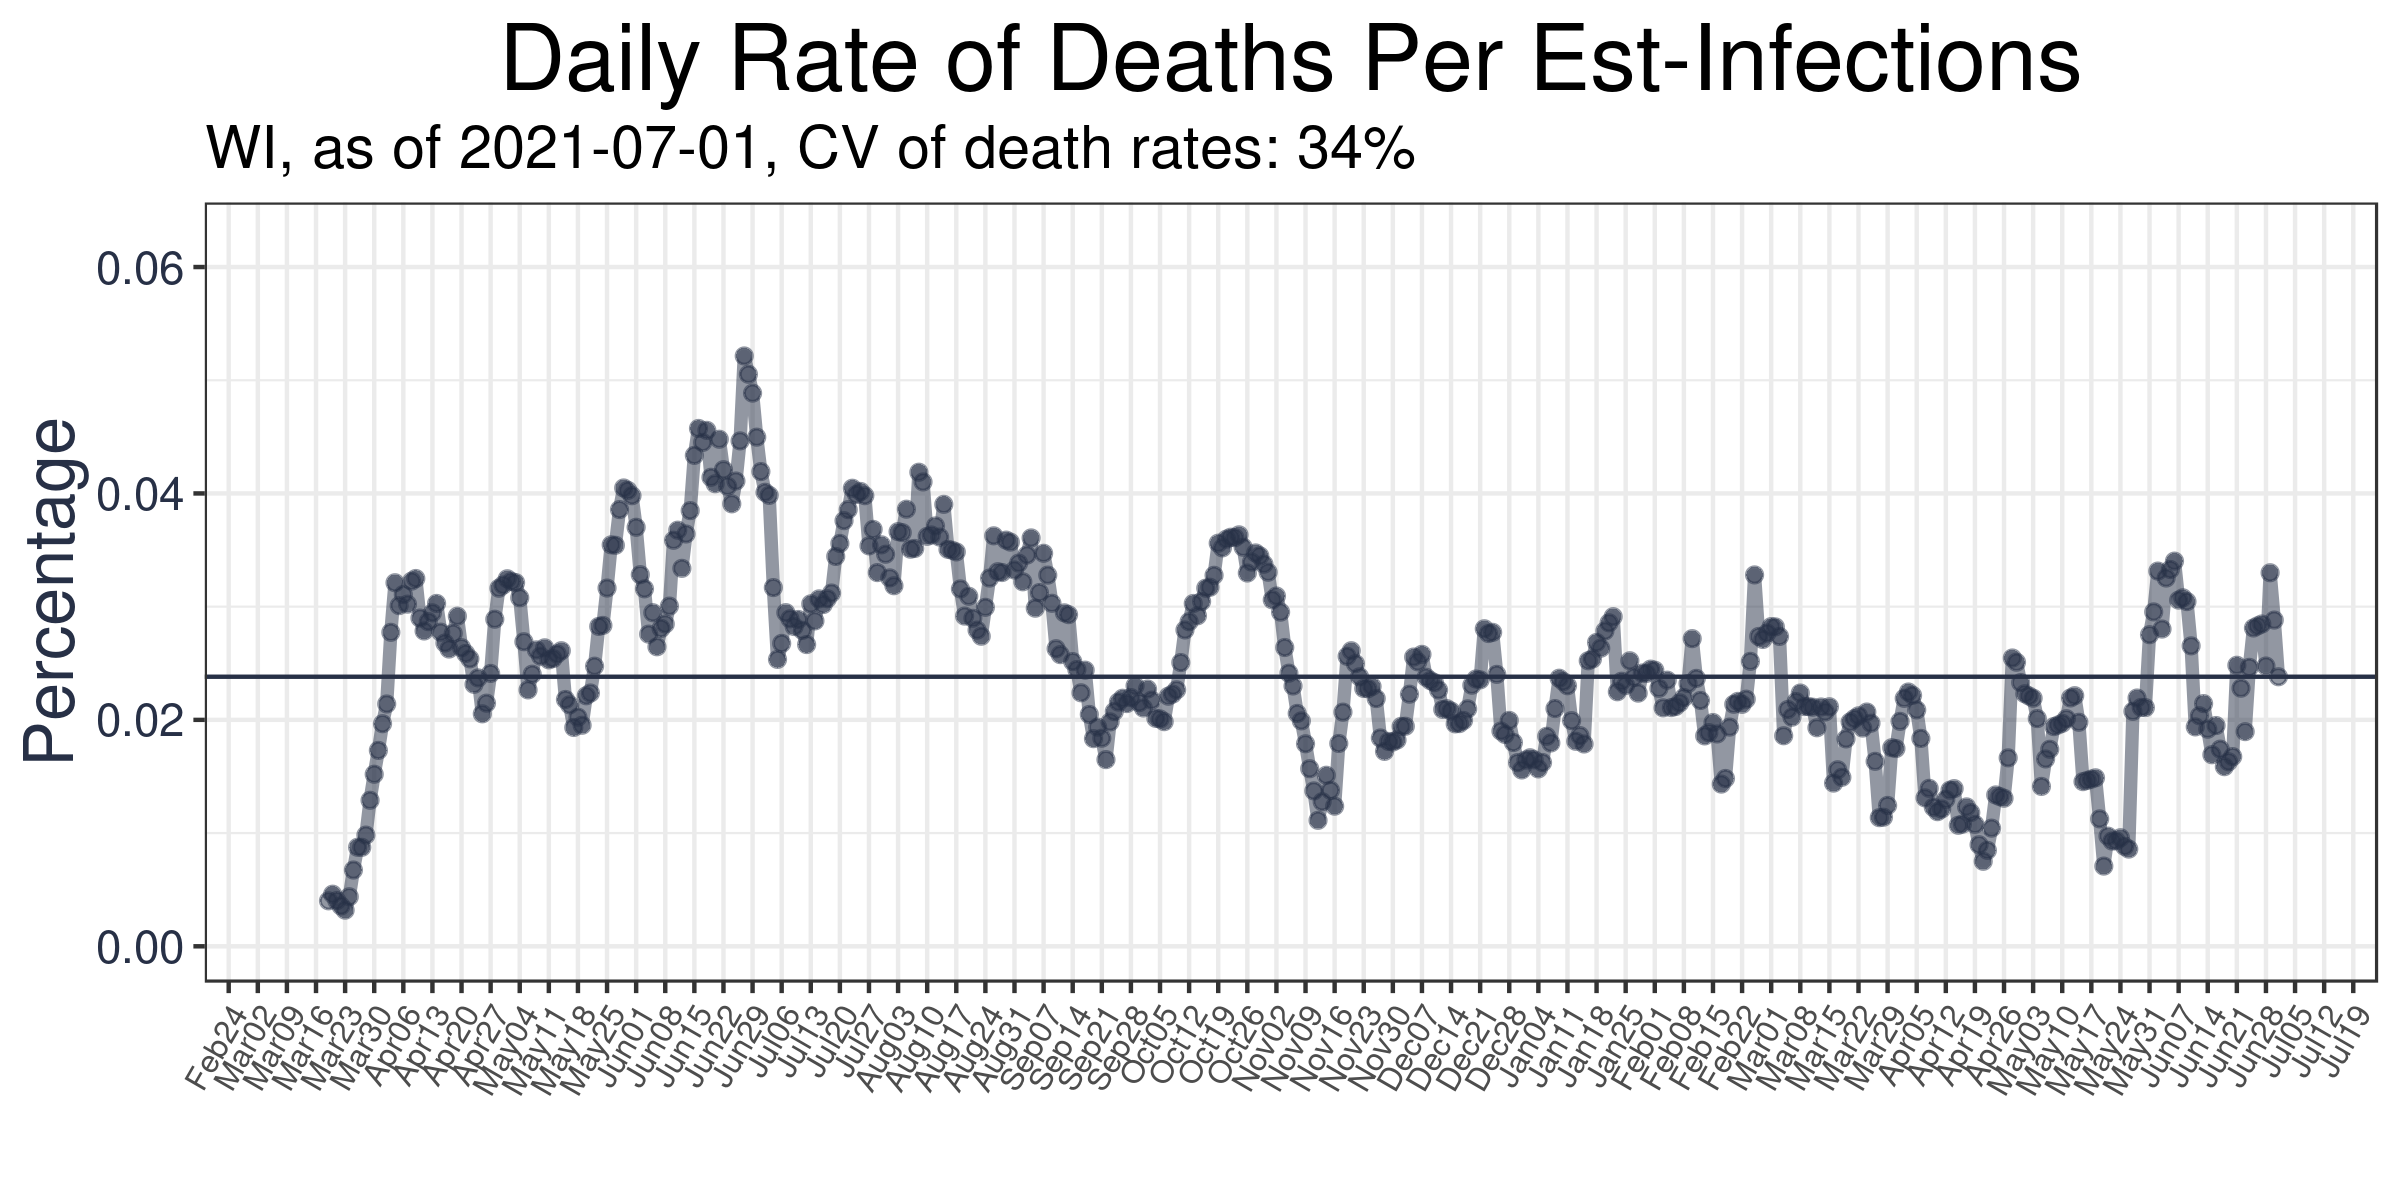 Daily Rate of Deaths Per Est-Infections
WI, as of 2021-07-01, CV of death rates: 34%
Percentage
0.06
0.04
0.02
0.00
Feb24
Mar02
Mar09
Mar16
Mar23
Mar30
Apr06
Apr13
Apr20
Apr27
May04
May11
May18
May25
Jun01
Jun08
Jun15
Jun22
Jun29
Jul06
Jul13
Jul20
Jul27
Aug03
Aug10
Aug17
Aug24
Aug31
Sep07
Sep14
Sep21
Sep28
Oct05
Oct12
Oct19
Oct26
Nov02
Nov09
Nov16
Nov23
Nov30
Dec07
Dec14
Dec21
Dec28
Jan04
Jan11
Jan18
Jan25
Feb01
Feb08
Feb15
Feb22
Mar01
Mar08
Mar15
Mar22
Mar29
Apr05
Apr12
Apr19
Apr26
May03
May10
May17
May24
May31
Jun07
Jun14
Jun21
Jun28
Jul05
Jul12
Jul19